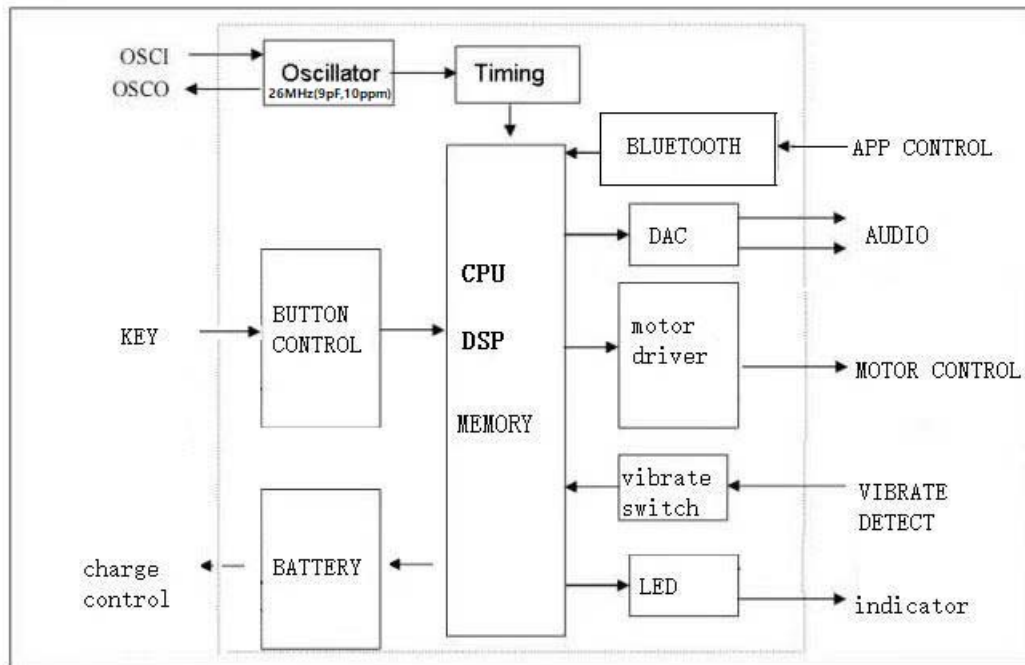 OSCI
OSCO
Oscillator
26MHz(9pF,10ppm)
Timing
BLUETOOTH
APP CONTROL
DAC
AUDIO
CPU
DSP
MEMORY
KEY
BUTTON
CONTROL
motor
driver
MOTOR CONTROL
vibrate
switch
VIBRATE
DETECT
charge
control
BATTERY
LED
indicator